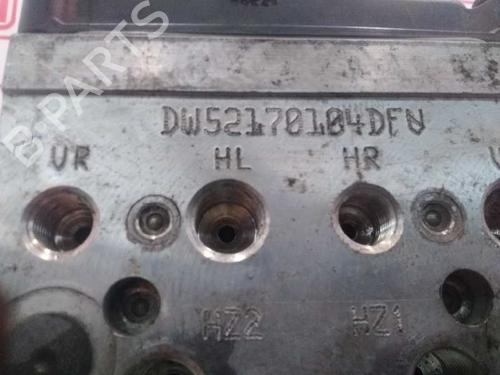 DW52170104DFV
VR HL HR V
HZ2 HZ1
B-PARTS